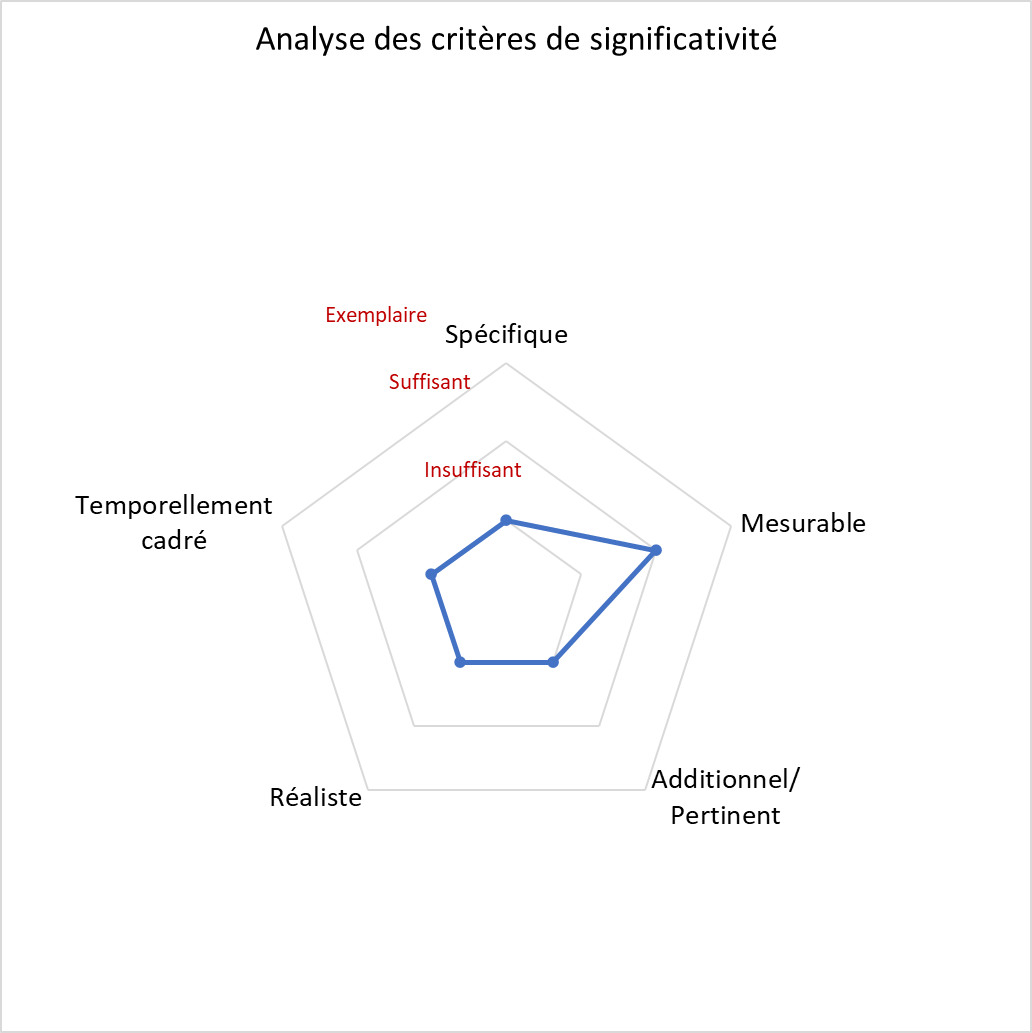 Analyse des critères de significativité
Exemplaire
Spécifique
Suffisant
Insuffisant
Temporellement
cadré
Mesurable
Réaliste
Additionnel/
Pertinent